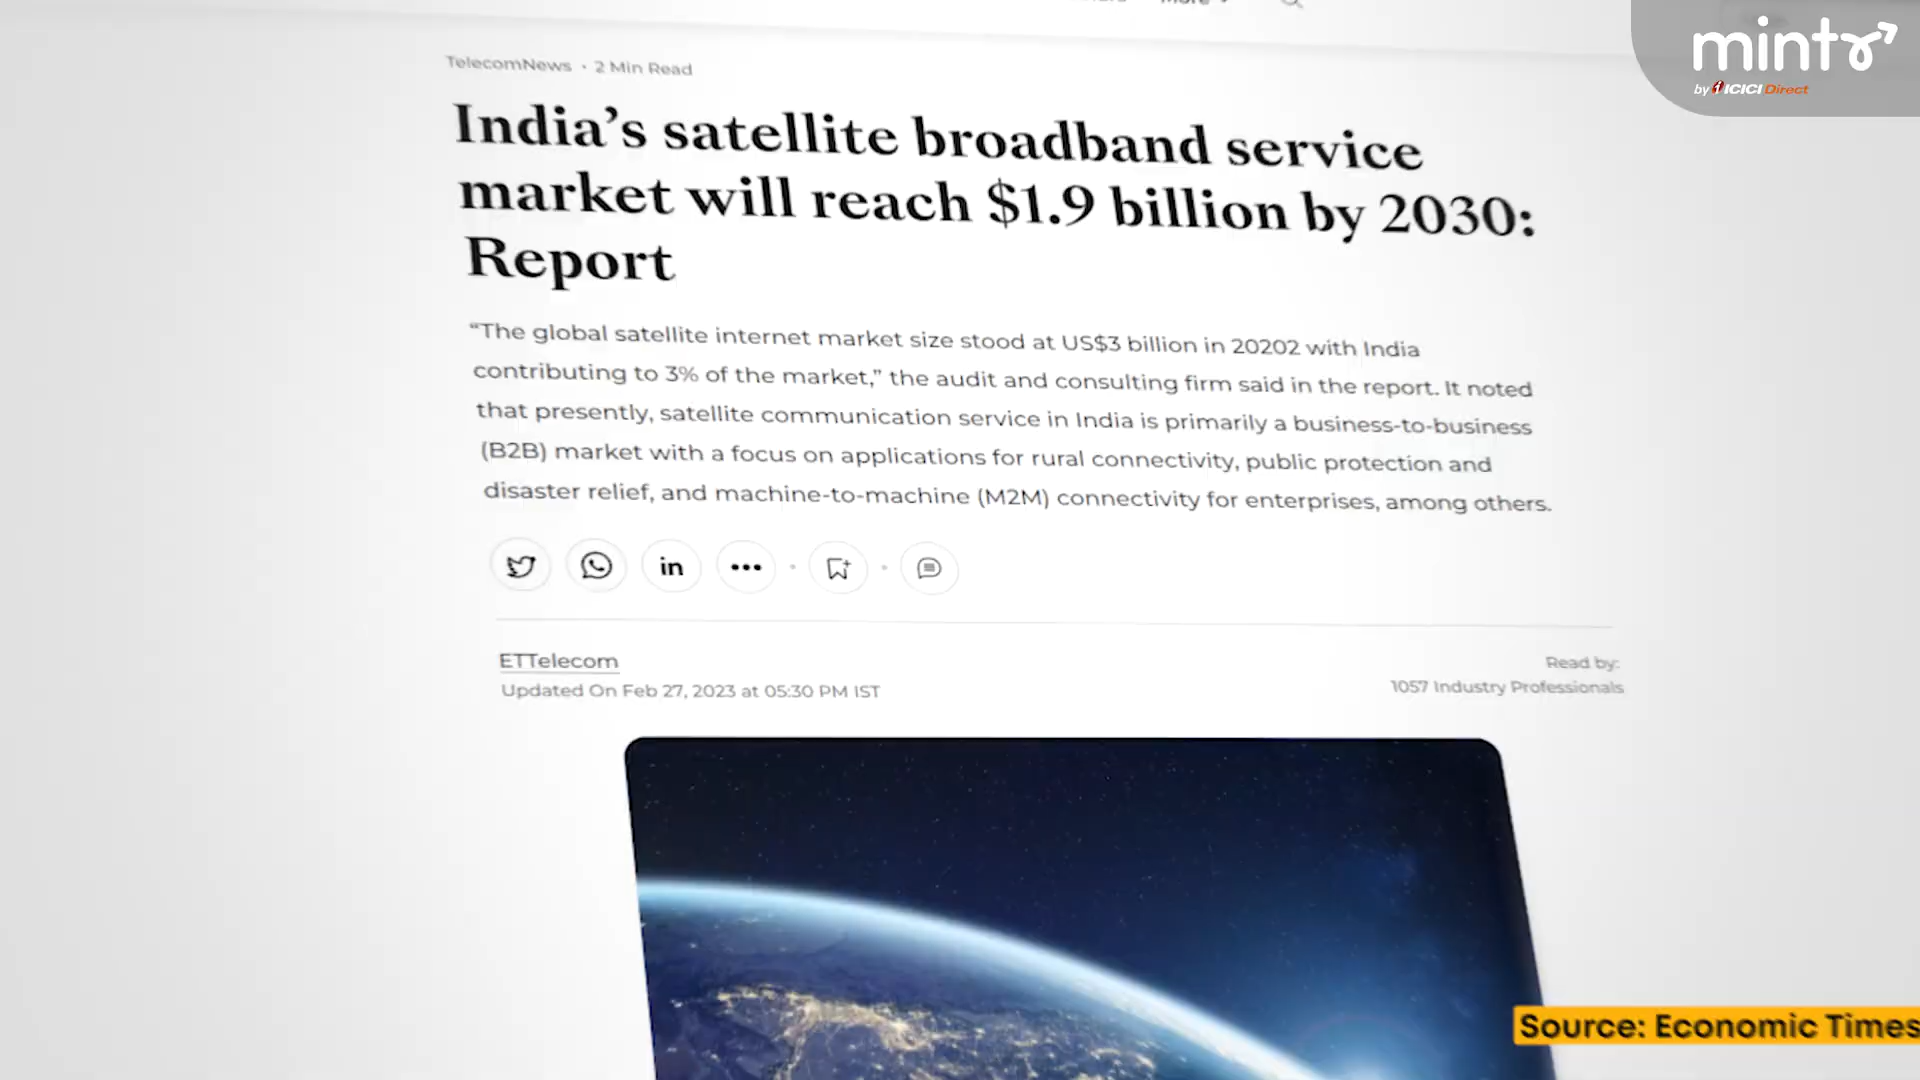 minto
by ICICI Direct
TelecomNews • 2 Min Read
India’s satellite broadband service
market will reach $1.9 billion by 2030:
Report
“The global satellite internet market size stood at US$3 billion in 20202 with India
contributing to 3% of the market,” the audit and consulting firm said in the report. It noted
that presently, satellite communication service in India is primarily a business-to-business
(B2B) market with a focus on applications for rural connectivity, public protection and
disaster relief, and machine-to-machine (M2M) connectivity for enterprises, among others.
in
ETTelecom
Updated On Feb 27, 2023 at 05:30 PM IST
Read by:
1057 Industry Professionals
Source: Economic Times